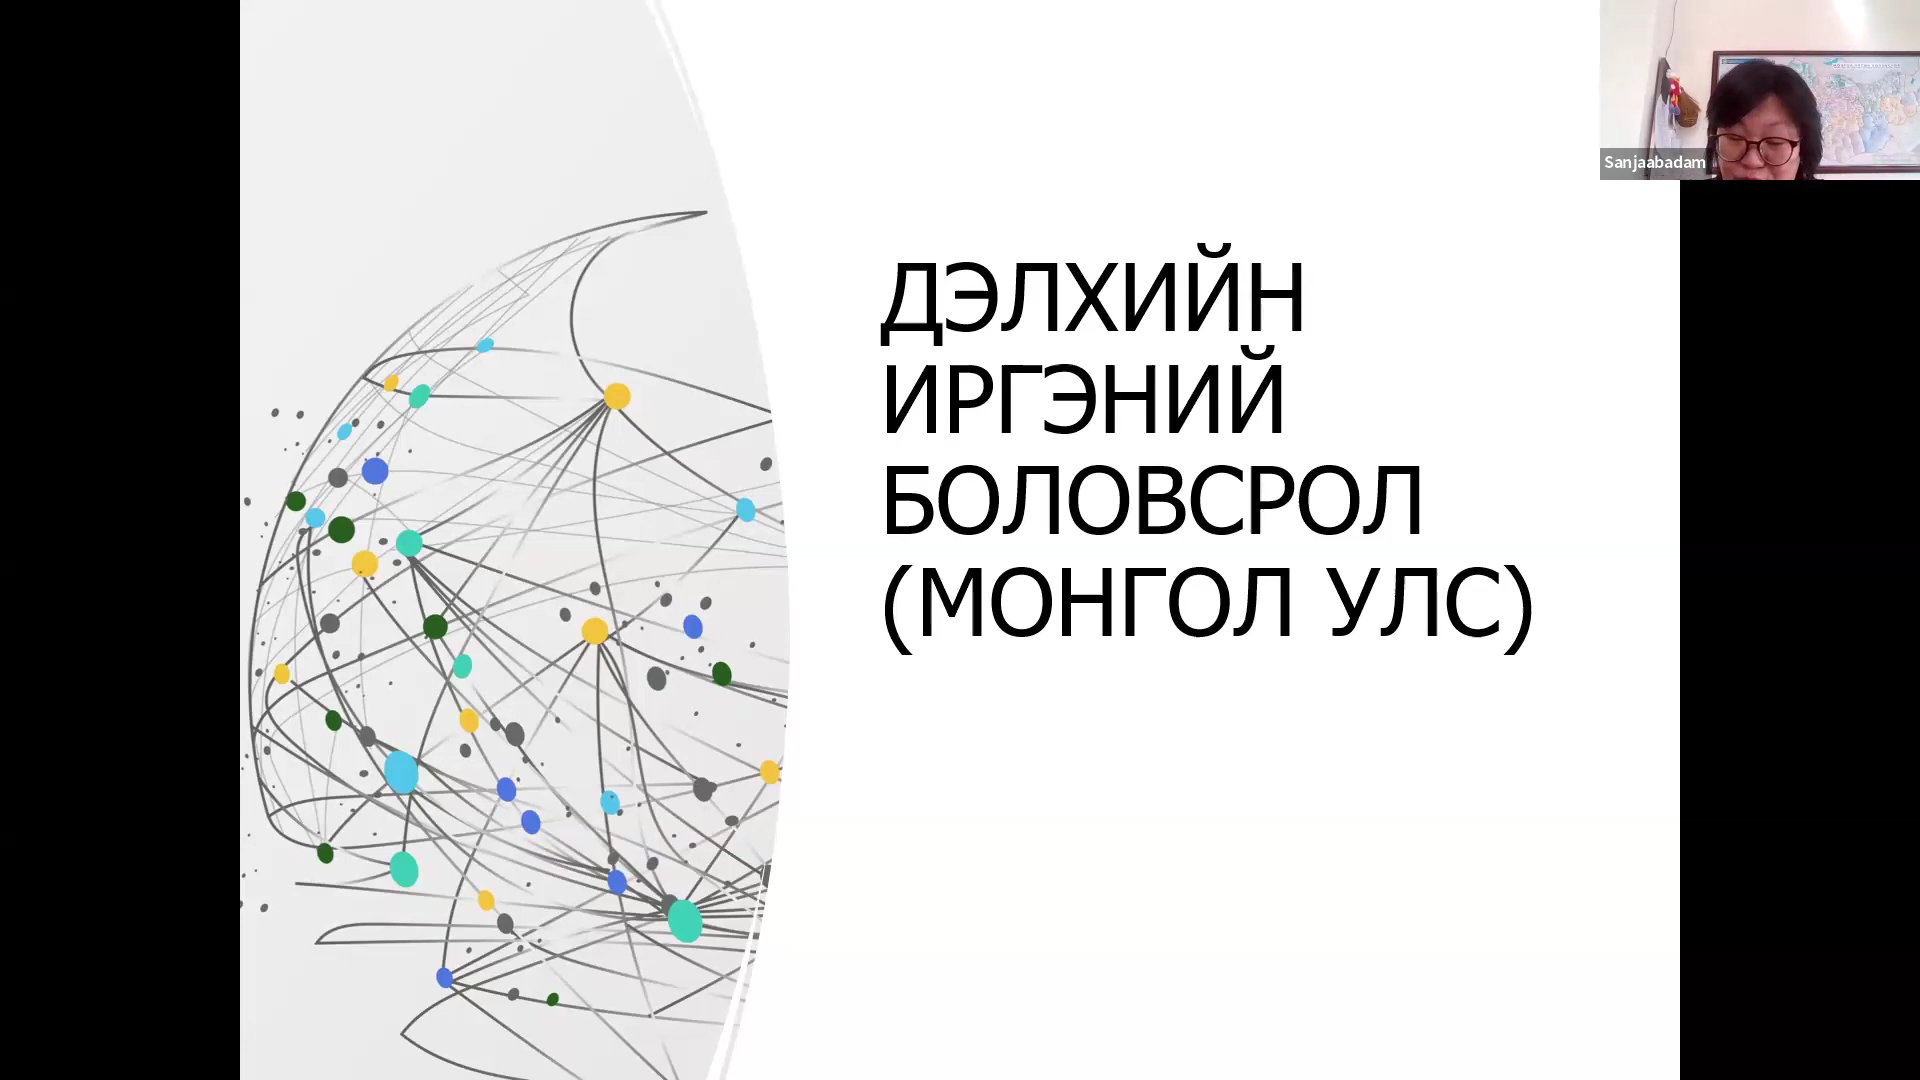 ДЭЛХИЙН
ИРГЭНИЙ
БОЛОВСРОЛ
(МОНГОЛ УЛС)
Sanjaabadam